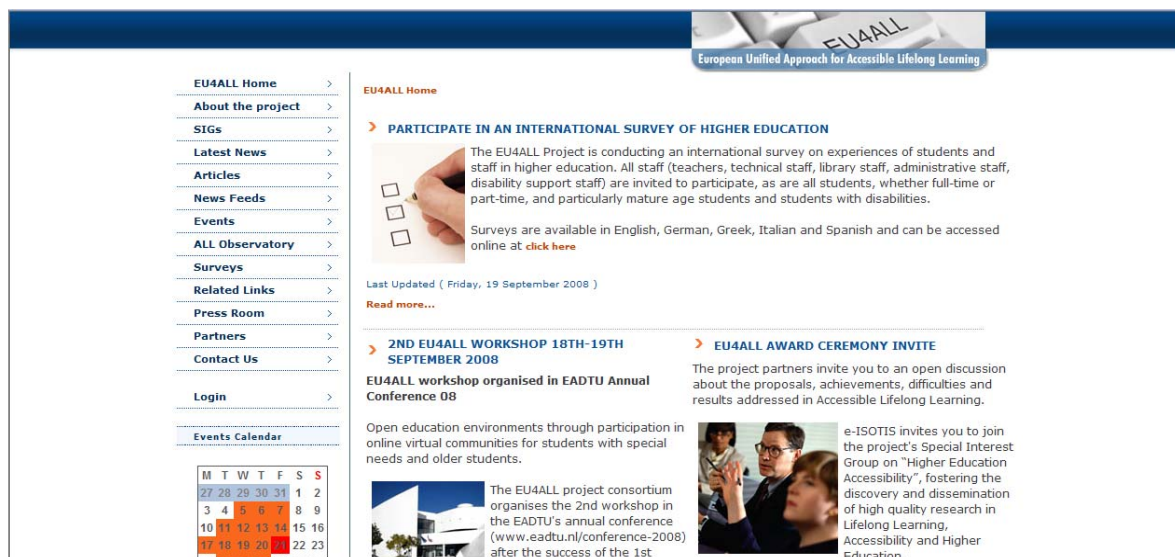 EU4ALL
European Unified Approach for Accessible Lifelong Learning
EU4ALL Home
About the project
SIGs
Latest News
Articles
News Feeds
Events
ALL Observatory
Surveys
Related Links
Press Room
Partners
Contact Us
Login
Events Calendar
M T W T F S S
27 28 29 30 31 1 2
3 4 5 6 7 8 9
10 11 12 13 14 15 16
17 18 19 20 21 22 23
EU4ALL Home
PARTICIPATE IN AN INTERNATIONAL SURVEY OF HIGHER EDUCATION
The EU4ALL Project is conducting an international survey on experiences of students and
staff in higher education. All staff (teachers, technical staff, library staff, administrative staff,
disability support staff) are invited to participate, as are all students, whether full-time or
part-time, and particularly mature age students and students with disabilities.
Surveys are available in English, German, Greek, Italian and Spanish and can be accessed
online at click here
Last Updated ( Friday, 19 September 2008 )
Read more...
2ND EU4ALL WORKSHOP 18TH-19TH
SEPTEMBER 2008
EU4ALL workshop organised in EADTU Annual
Conference 08
Open education environments through participation in
online virtual communities for students with special
needs and older students.
The EU4ALL project consortium
organises the 2nd workshop in
the EADTU's annual conference
(www.eadtu.nl/conference-2008)
after the success of the 1st
EU4ALL AWARD CEREMONY INVITE
The project partners invite you to an open discussion
about the proposals, achievements, difficulties and
results addressed in Accessible Lifelong Learning.
e-ISOTIS invites you to join
the project's Special Interest
Group on "Higher Education
Accessibility", fostering the
discovery and dissemination
of high quality research in
Lifelong Learning,
Accessibility and Higher
Education